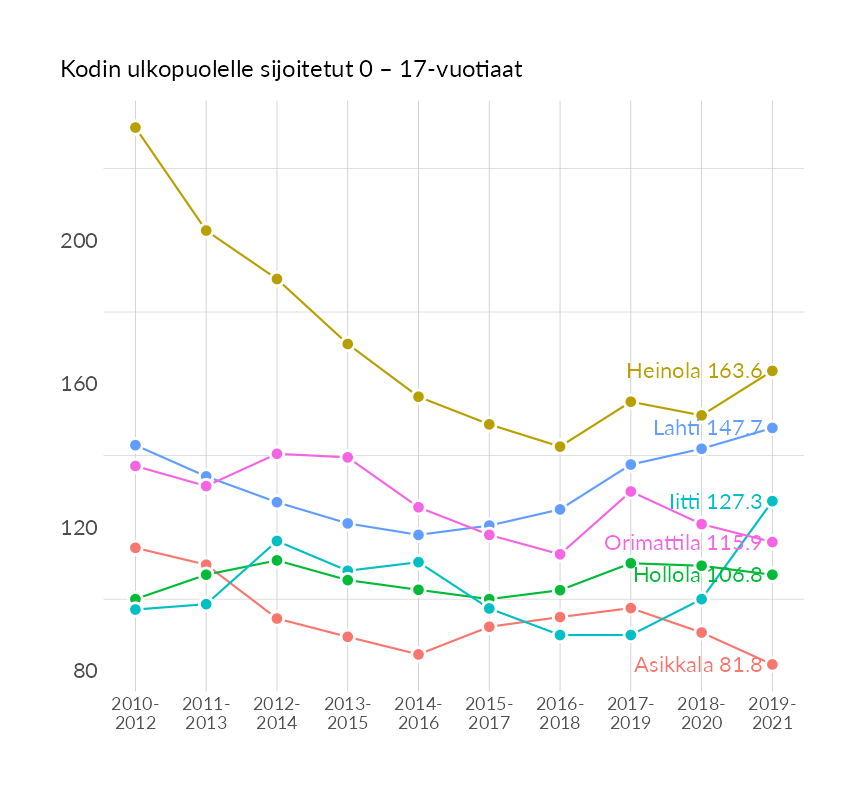 Kodin ulkopuolelle sijoitetut 0 – 17-vuotiaat
200
160
120
80
Heinola 163.6
Lahti 147.7
Iitti 127.3
Orimattila 115.9
Hollola 106.8
Asikkala 81.8
2010-2012
2011-2013
2012-2014
2013-2015
2014-2016
2015-2017
2016-2018
2017-2019
2018-2020
2019-2021